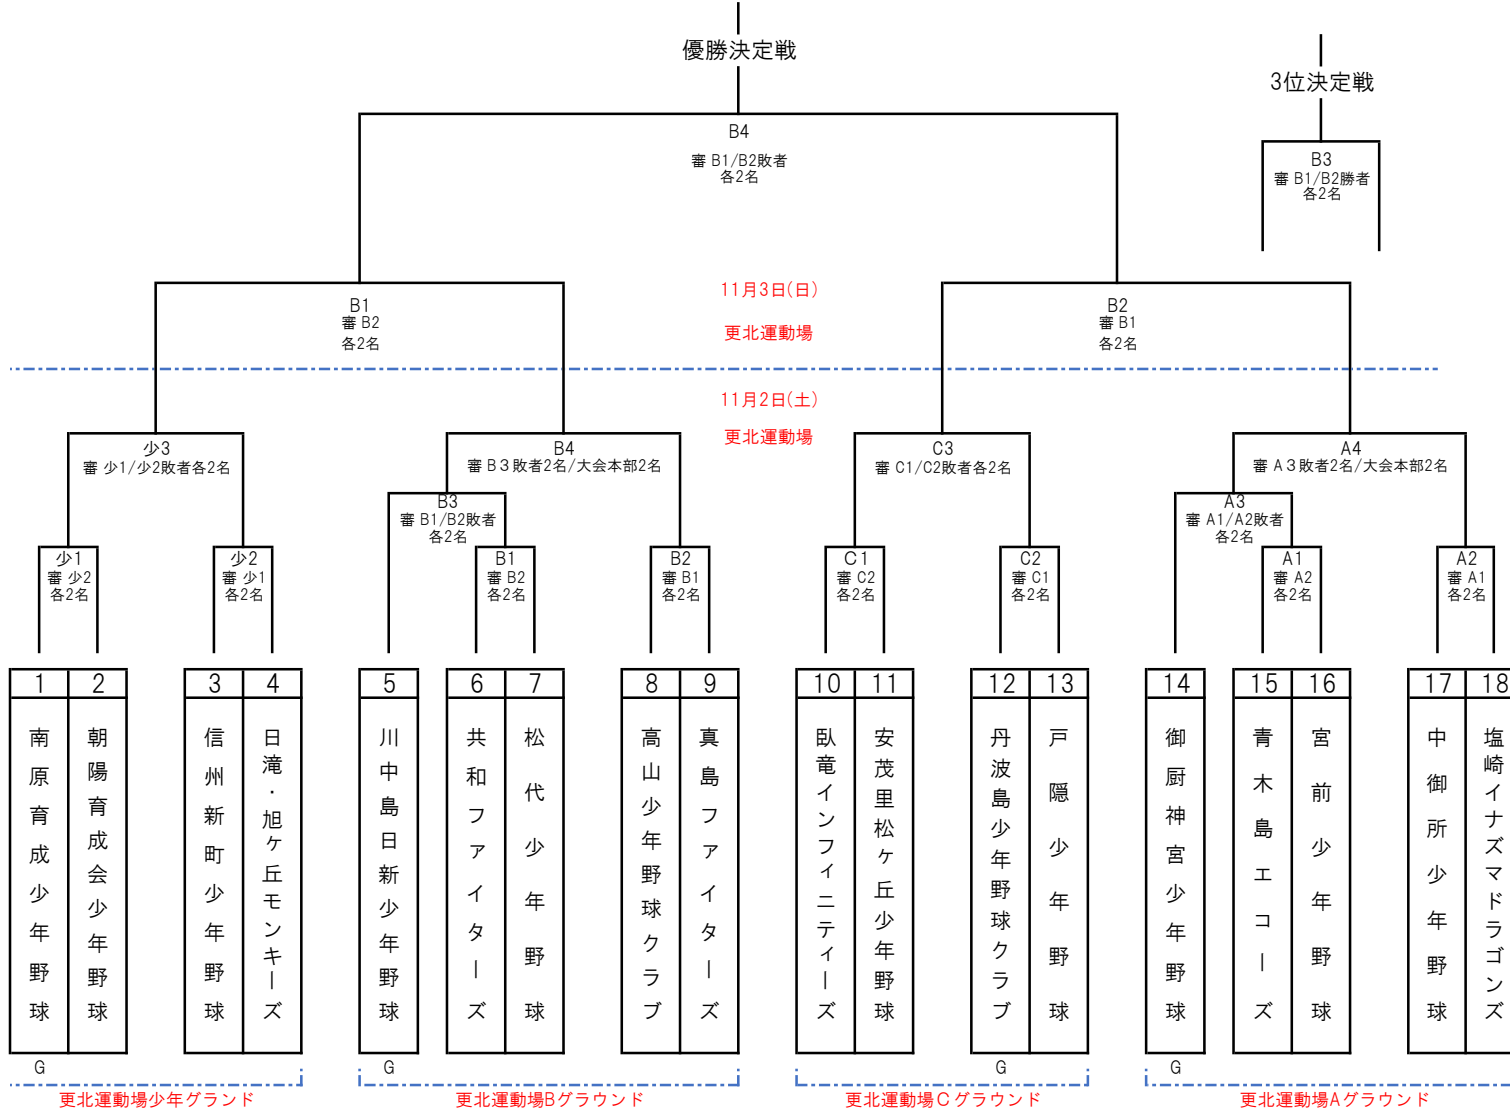 優勝決定戦
3位決定戦
B4
審 B1/B2敗者
各2名
B3
審 B1/B2勝者
各2名
11月3日(日)
更北運動場
B1
審 B2
各2名
B2
審 B1
各2名
11月2日(土)
更北運動場
少3
審 少1/少2敗者各2名
B4
審 B3敗者2名/大会本部2名
C3
審 C1/C2敗者各2名
A4
審 A3敗者2名/大会本部2名
B3
審 B1/B2敗者
各2名
A3
審 A1/A2敗者
各2名
少1
審 少2
各2名
少2
審 少1
各2名
B1
審 B2
各2名
B2
審 B1
各2名
C1
審 C2
各2名
C2
審 C1
各2名
A1
審 A2
各2名
A2
審 A1
各2名
1
南原育成少年野球
2
朝陽育成会少年野球
3
信州新町少年野球
4
日滝・旭ヶ丘モンキーズ
5
川中島日新少年野球
6
共和ファイターズ
7
松代少年野球
8
高山少年野球クラブ
9
真島ファイターズ
10
臥竜インフィニティーズ
11
安茂里松ヶ丘少年野球
12
丹波島少年野球クラブ
13
戸隠少年野球
14
御厨神宮少年野球
15
青木島エコーズ
16
宮前少年野球
17
中御所少年野球
18
塩崎イナズマドラゴンズ
G
G
G
G
更北運動場少年グランド
更北運動場Bグラウンド
更北運動場Cグラウンド
更北運動場Aグラウンド